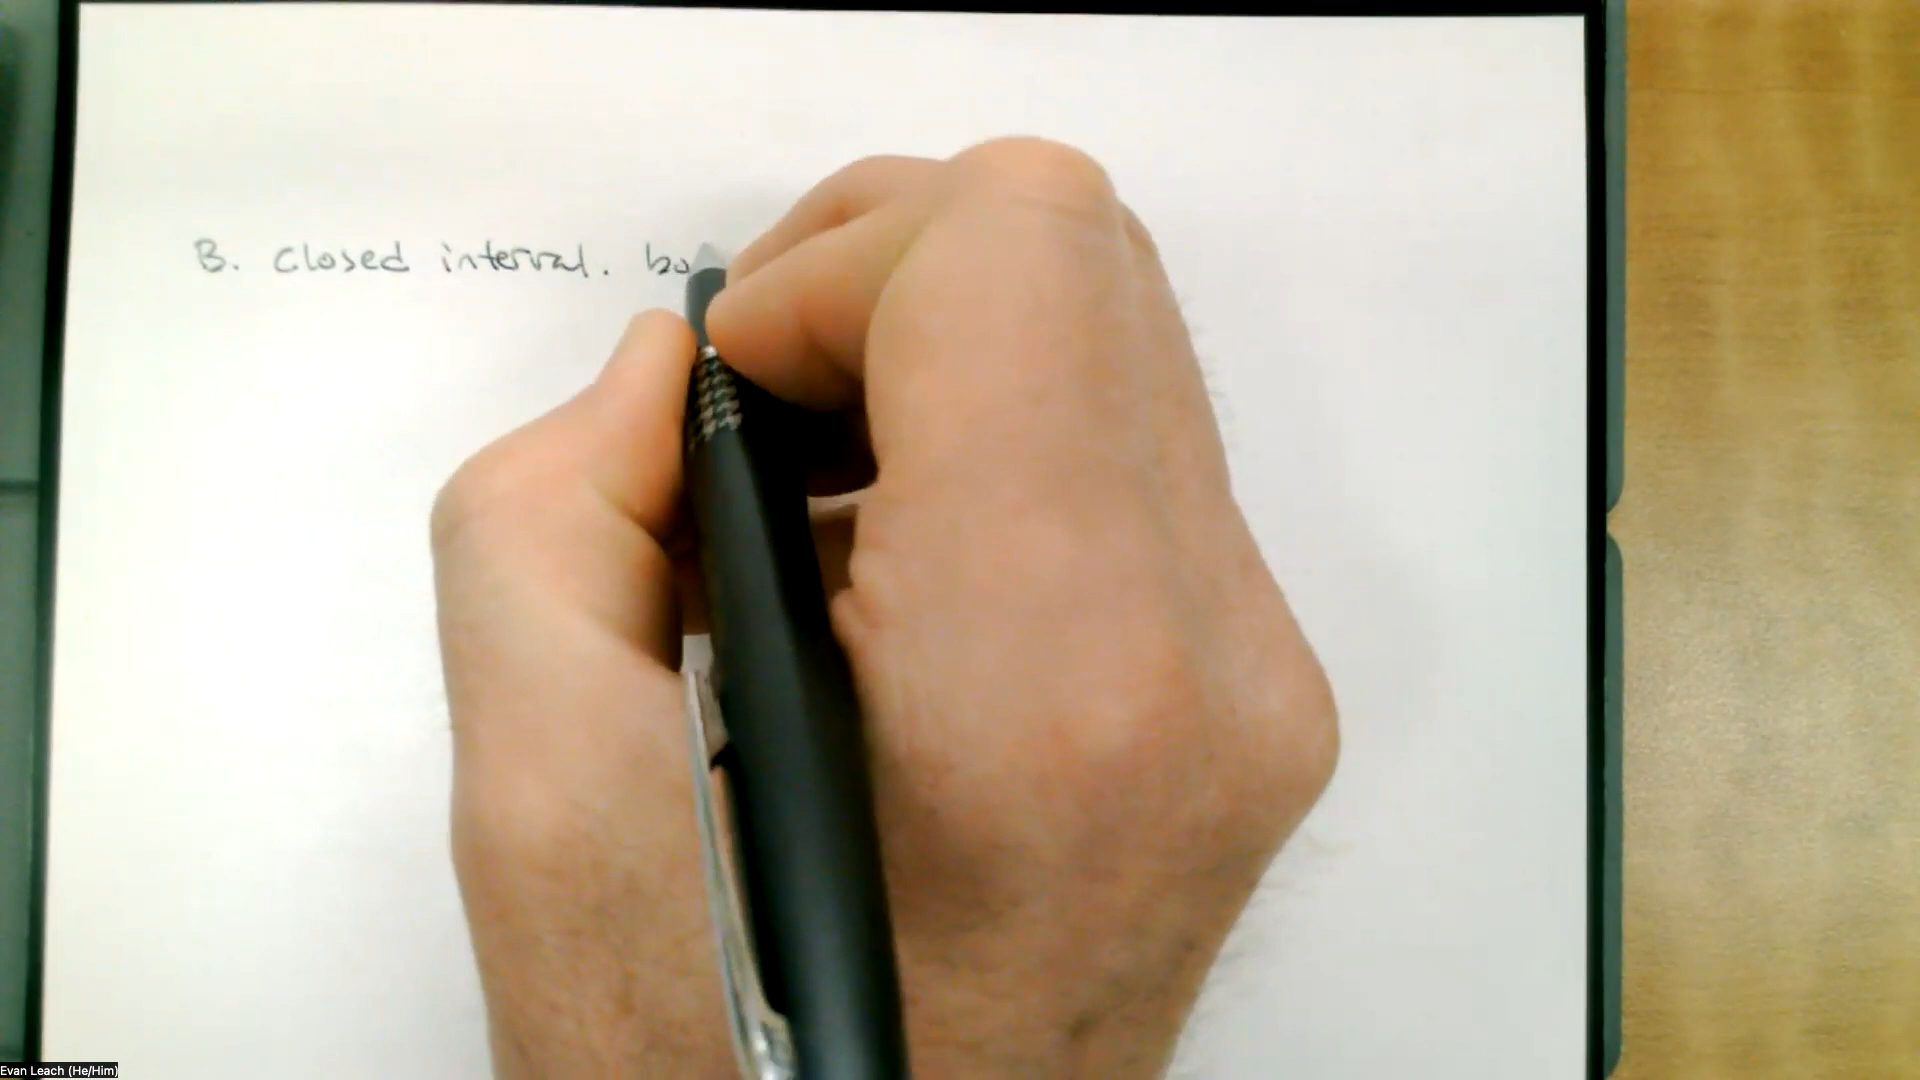 B. closed interval. bo
Evan Leach (He/Him)